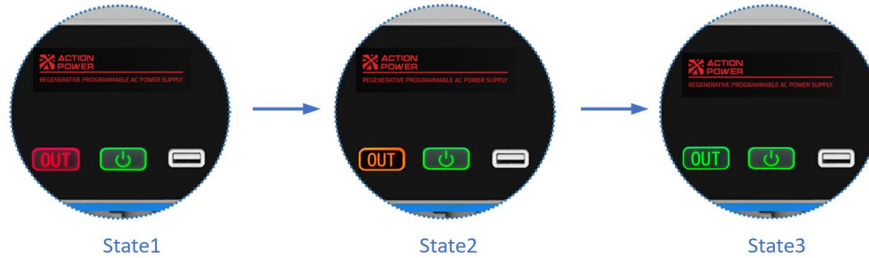 ACTION
POWER
REGENERATIVE PROGRAMMABLE AC POWER SUPPLY
OUT
State1
ACTION
POWER
REGENERATIVE PROGRAMMABLE AC POWER SUPPLY
OUT
State2
ACTION
POWER
REGENERATIVE PROGRAMMABLE AC POWER SUPPLY
OUT
State3